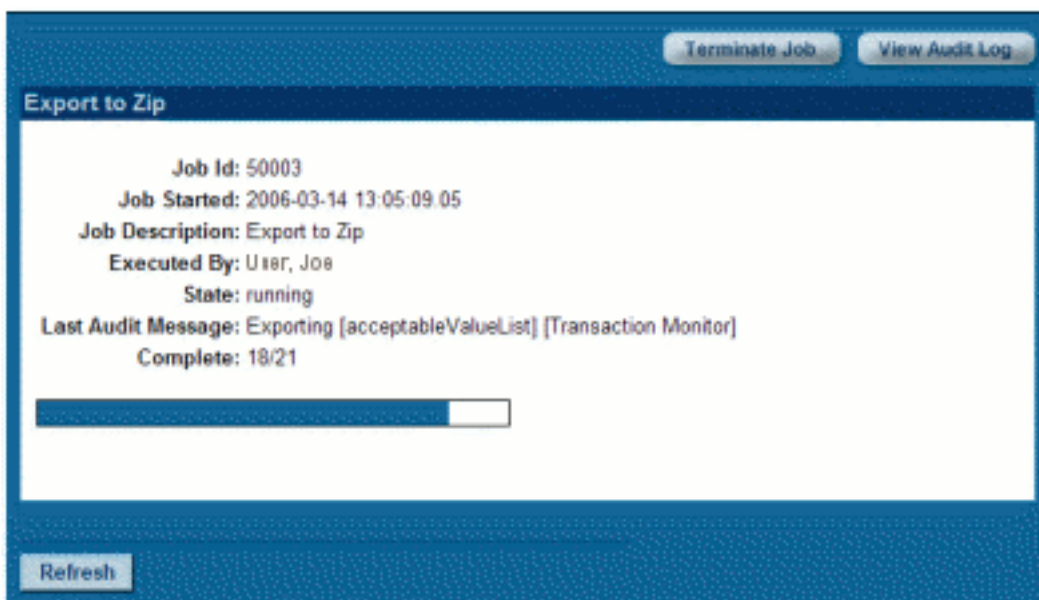 Terminate Job View Audit Log
Export to Zip
Job Id: 50003
Job Started: 2006-03-14 13:05:09.05
Job Description: Export to Zip
Executed By: User, Joe
State: running
Last Audit Message: Exporting [acceptableValueList] [Transaction Monitor]
Complete: 18/21
Refresh